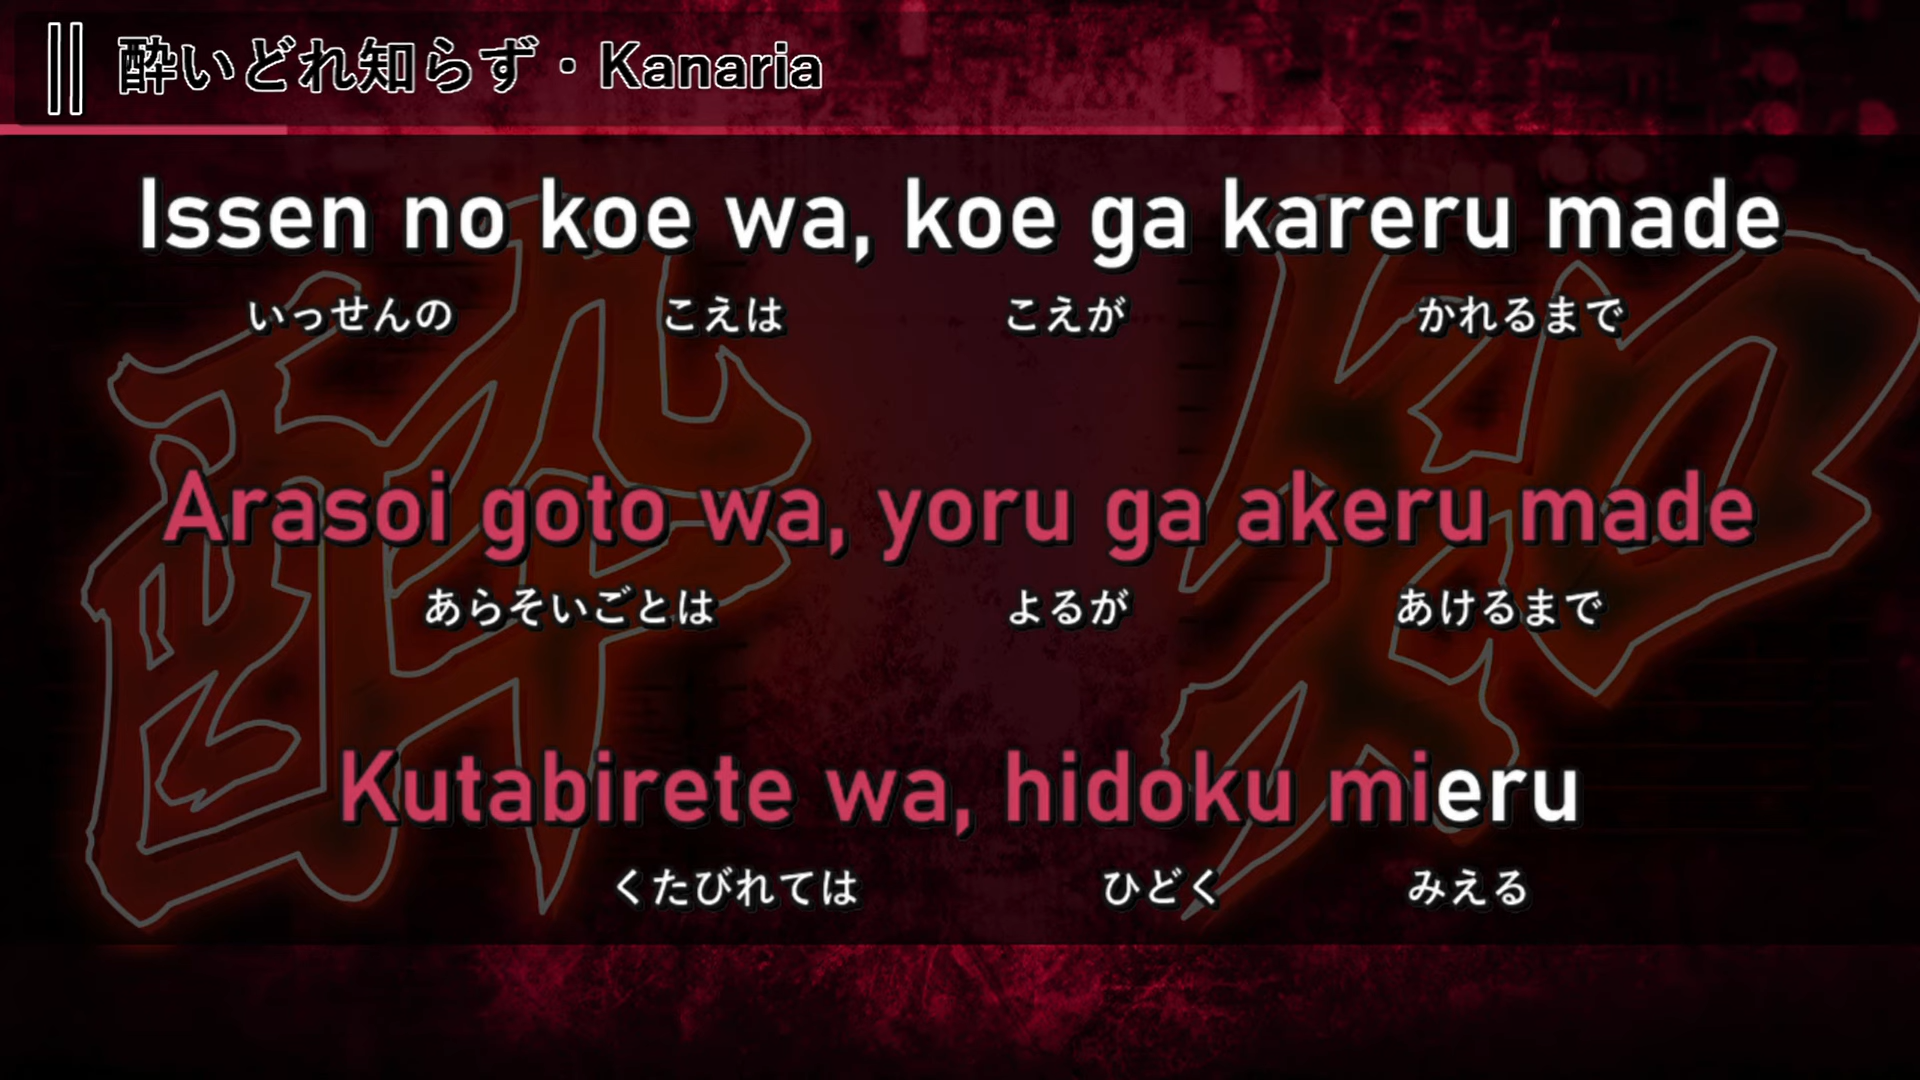 酔いどれ知らず・Kanaria
Issen no koe wa, koe ga kareru made
いっせんの こえは こえが かれるまで
Arasoi goto wa, yoru ga akeru made
あらそいごとは よるが あけるまで
Kutabirete wa, hidoku mieru
くたびれては ひどく みえる
酔 知